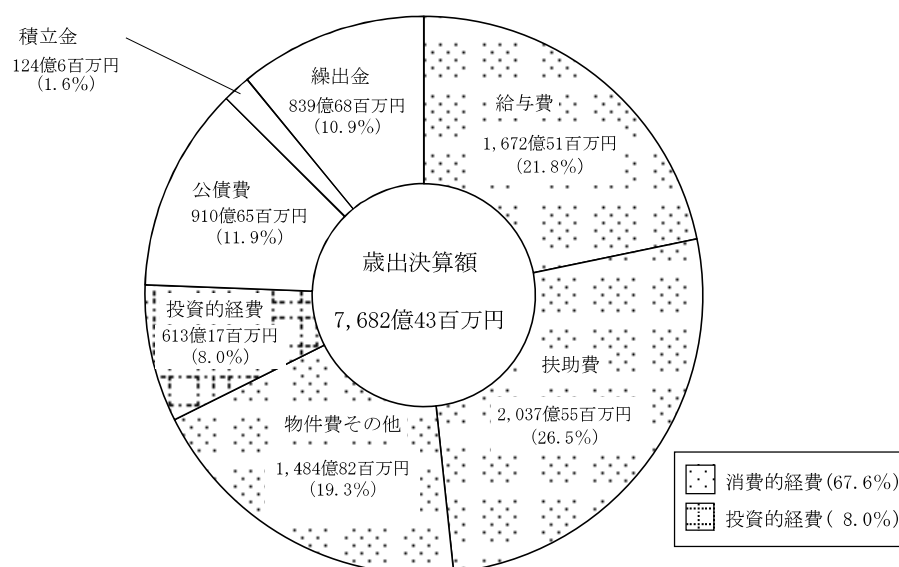 積立金
124億6百万円
(1.6%)
繰出金
839億68百万円
(10.9%)
給与費
1,672億51百万円
(21.8%)
公債費
910億65百万円
(11.9%)
歳出決算額
7,682億43百万円
投資的経費
613億17百万円
(8.0%)
扶助費
2,037億55百万円
(26.5%)
物件費その他
1,484億82百万円
(19.3%)
消費的経費(67.6%)
投資的経費( 8.0%)